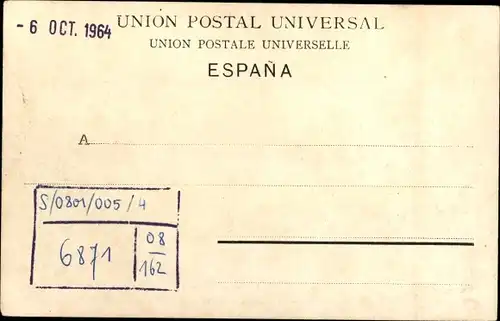 - 6 OCT. 1964
UNION POSTAL UNIVERSAL
UNION POSTALE UNIVERSELLE
ESPAÑA
A
S/0801/005/4
6871
08
162